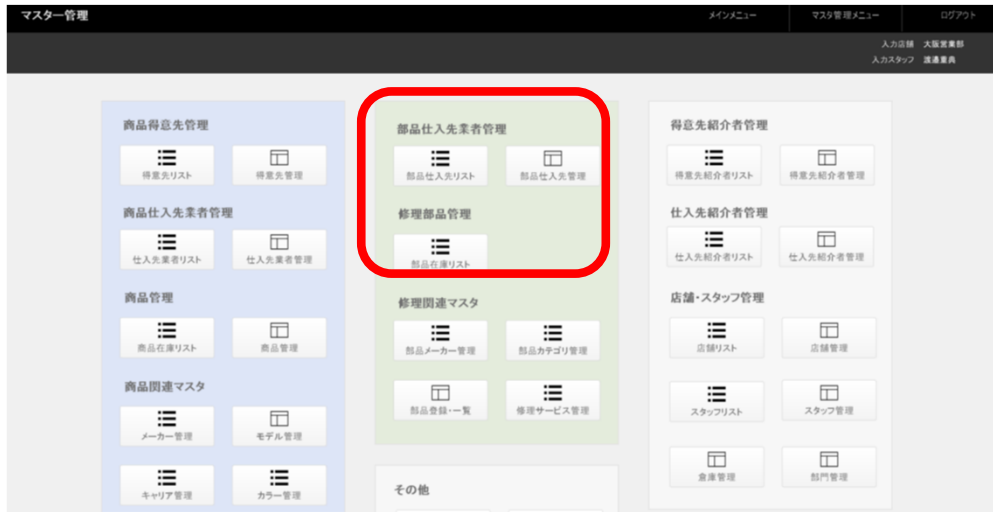 マスター管理
メインメニュー
マスタ管理メニュー
ログアウト
入力店舗 大阪営業部
入力スタッフ
商品得意先管理
得意先リスト
得意先管理
商品仕入先業者管理
仕入先業者リスト
仕入先業者管理
商品管理
商品在庫リスト
商品管理
商品関連マスタ
メーカー管理
モデル管理
キャリア管理
カラー管理
部品仕入先業者管理
部品仕入先リスト
部品仕入先管理
修理部品管理
部品在庫リスト
修理関連マスタ
部品メーカー管理
部品カテゴリ管理
部品登録・一覧
修理サービス管理
その他
得意先紹介者管理
得意先紹介者リスト
得意先紹介者管理
仕入先紹介者管理
仕入先紹介者リスト
仕入先紹介者管理
店舗・スタッフ管理
店舗リスト
店舗管理
スタッフリスト
スタッフ管理
倉庫管理
部門管理